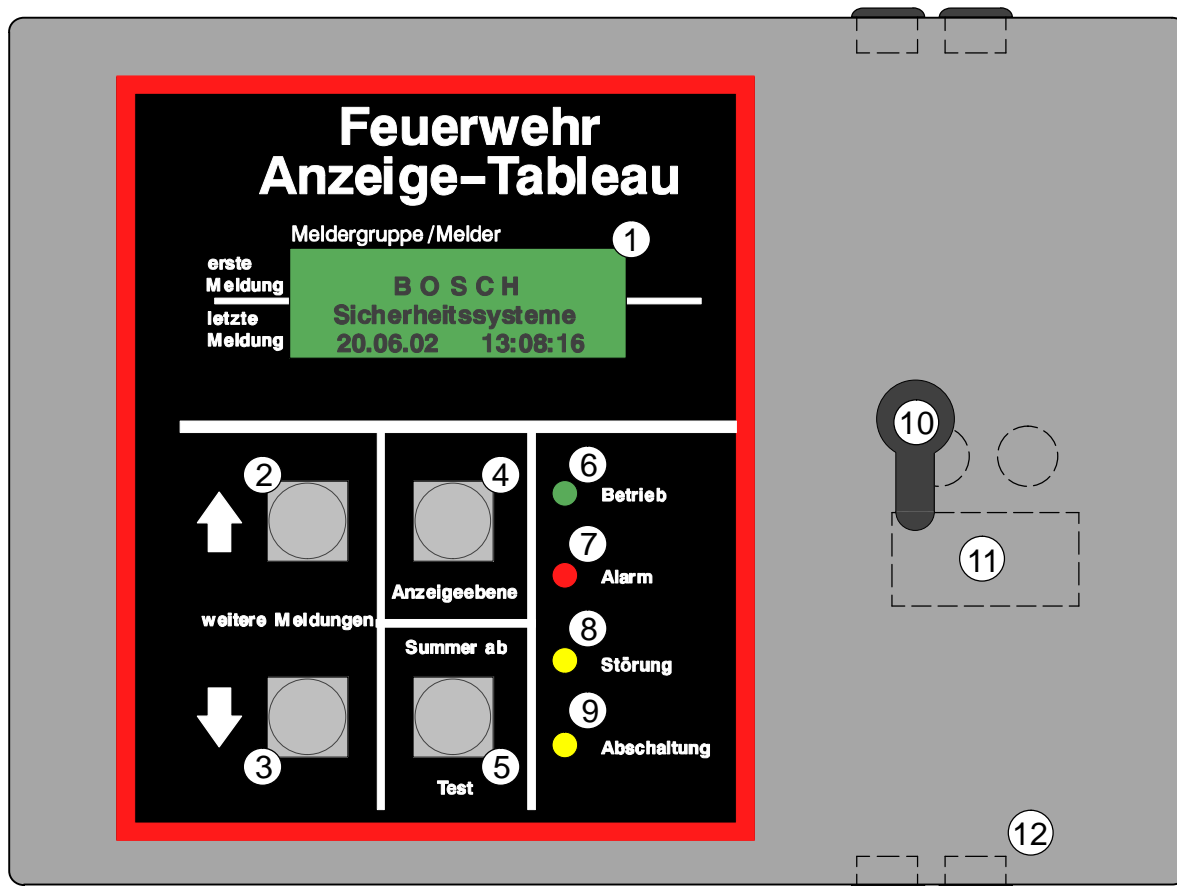 Feuerwehr
Anzeige-Tableau
Meldergruppe/Melder
1
erste
Meldung
letzte
Meldung
B O S C H
Sicherheitssysteme
20.06.02 13:08:16
2
4
6
Betrieb
7
Alarm
Anzeigeebene
weitere Meldungen
Summer ab
8
Störung
9
Abschaltung
3
5
Test
10
11
12